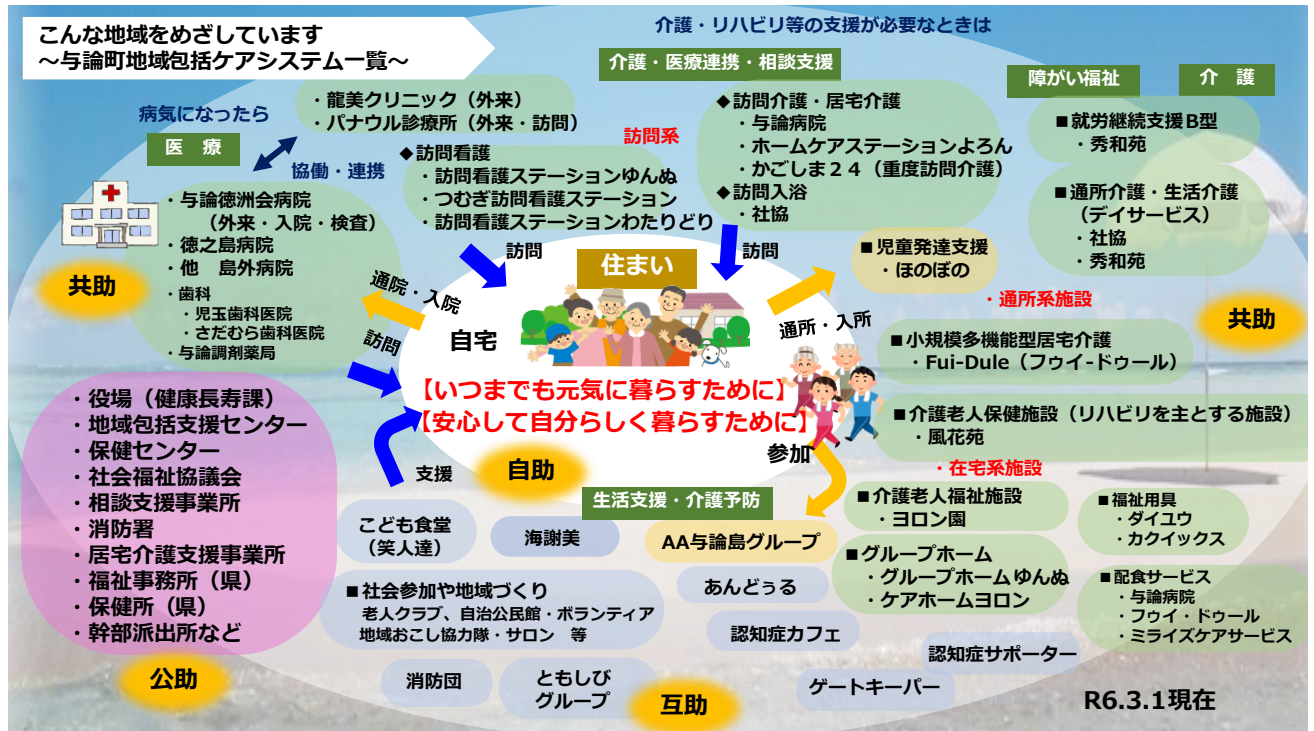 こんな地域をめざしています
～与論町地域包括ケアシステム一覧～
介護・リハビリ等の支援が必要なときは
介護・医療連携・相談支援
障がい福祉
介　護
病気になったら
医　療
協働・連携
・龍美クリニック（外来）
・パナウル診療所（外来・訪問）
訪問系
◆訪問看護
・訪問看護ステーションゆんぬ
・つむぎ訪問看護ステーション
・訪問看護ステーションわたりどり
◆訪問介護・居宅介護
・与論病院
・ホームケアステーションよろん
・かごしま２４（重度訪問介護）
◆訪問入浴
・社協
■就労継続支援Ｂ型
・秀和苑
■通所介護・生活介護
（デイサービス）
・社協
・秀和苑
・与論徳洲会病院
（外来・入院・検査）
・徳之島病院
・他　島外病院
・歯科
・児玉歯科医院
・さだむら歯科医院
・与論調剤薬局
共助
訪問
訪問
通院・入院
訪問
住まい
自宅
【いつまでも元気に暮らすために】
【安心して自分らしく暮らすために】
自助
支援
通所・入所
参加
■児童発達支援
・ほのぼの
・通所系施設
共助
■小規模多機能型居宅介護
・Fui-Dule（フゥイ-ドゥール）
■介護老人保健施設（リハビリを主とする施設）
・風花苑
・在宅系施設
■介護老人福祉施設
・ヨロン園
■グループホーム
・グループホームゆんぬ
・ケアホームヨロン
■福祉用具
・ダイユウ
・カクイックス
■配食サービス
・与論病院
・フゥイ・ドゥール
・ミライズケアサービス
・役場（健康長寿課）
・地域包括支援センター
・保健センター
・社会福祉協議会
・相談支援事業所
・消防署
・居宅介護支援事業所
・福祉事務所（県）
・保健所（県）
・幹部派出所など
公助
生活支援・介護予防
こども食堂
（笑人達）
海謝美
AA与論島グループ
■社会参加や地域づくり
老人クラブ、自治公民館・ボランティア
地域おこし協力隊・サロン　等
あんどぅる
認知症カフェ
認知症サポーター
消防団
ともしび
グループ
互助
ゲートキーパー
R6.3.1現在